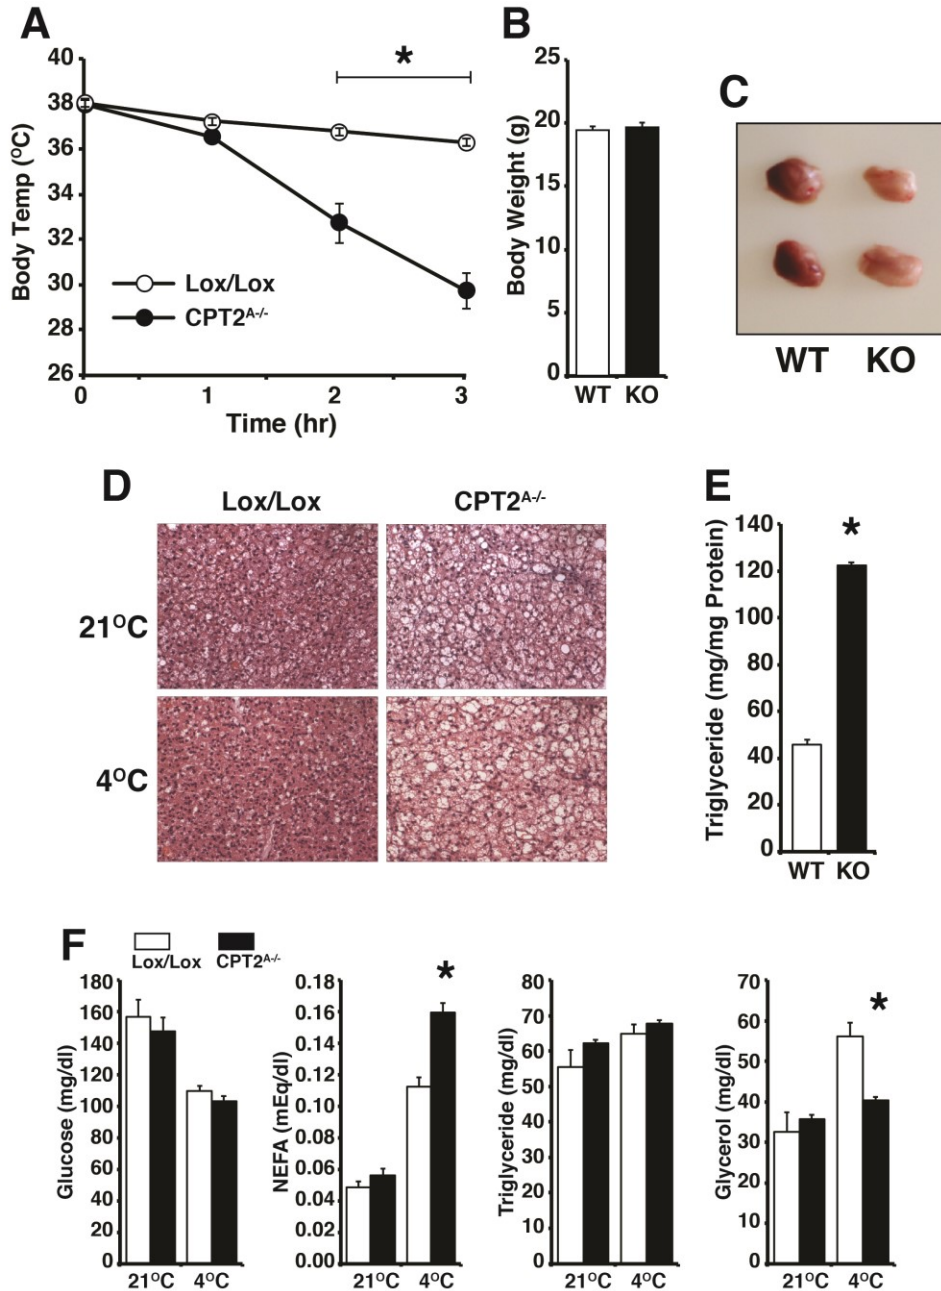 A
Body Temp (°C)
40
38
36
33
32
30
28
26
*
Lox/Lox
CPT2A-/-
0 1 2 3
Time (hr)
B
Body Weight (g)
25
20
15
10
5
0
WT KO
C
WT KO
D
Lox/Lox CPT2A-/-
21°C
4°C
E
Triglyceride (mg/mg Protein)
140
120
100
80
60
40
20
0
*
WT KO
F
Lox/Lox CPT2A-/-
Glucose (mg/dl)
180
160
140
120
100
80
60
40
20
0
21°C 4°C
NEFA (mEq/dl)
0.18
0.16
0.14
0.12
0.10
0.08
0.06
0.04
0.02
0.00
*
21°C 4°C
Triglyceride (mg/dl)
80
70
60
50
40
30
20
10
0
21°C 4°C
Glycerol (mg/dl)
70
60
50
40
30
20
10
0
*
21°C 4°C